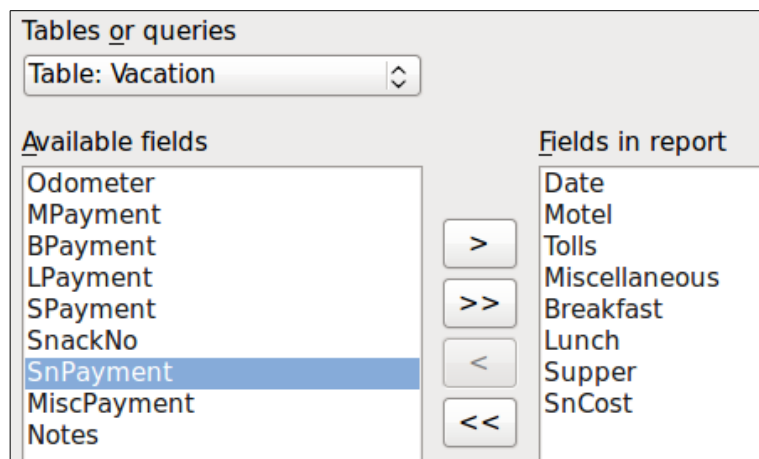 Tables or queries
Table: Vacation
Available fields
Odometer
MPayment
BPayment
LPayment
SPayment
SnackNo
SnPayment
MiscPayment
Notes
>
>>
<
<<
Fields in report
Date
Motel
Tolls
Miscellaneous
Breakfast
Lunch
Supper
SnCost